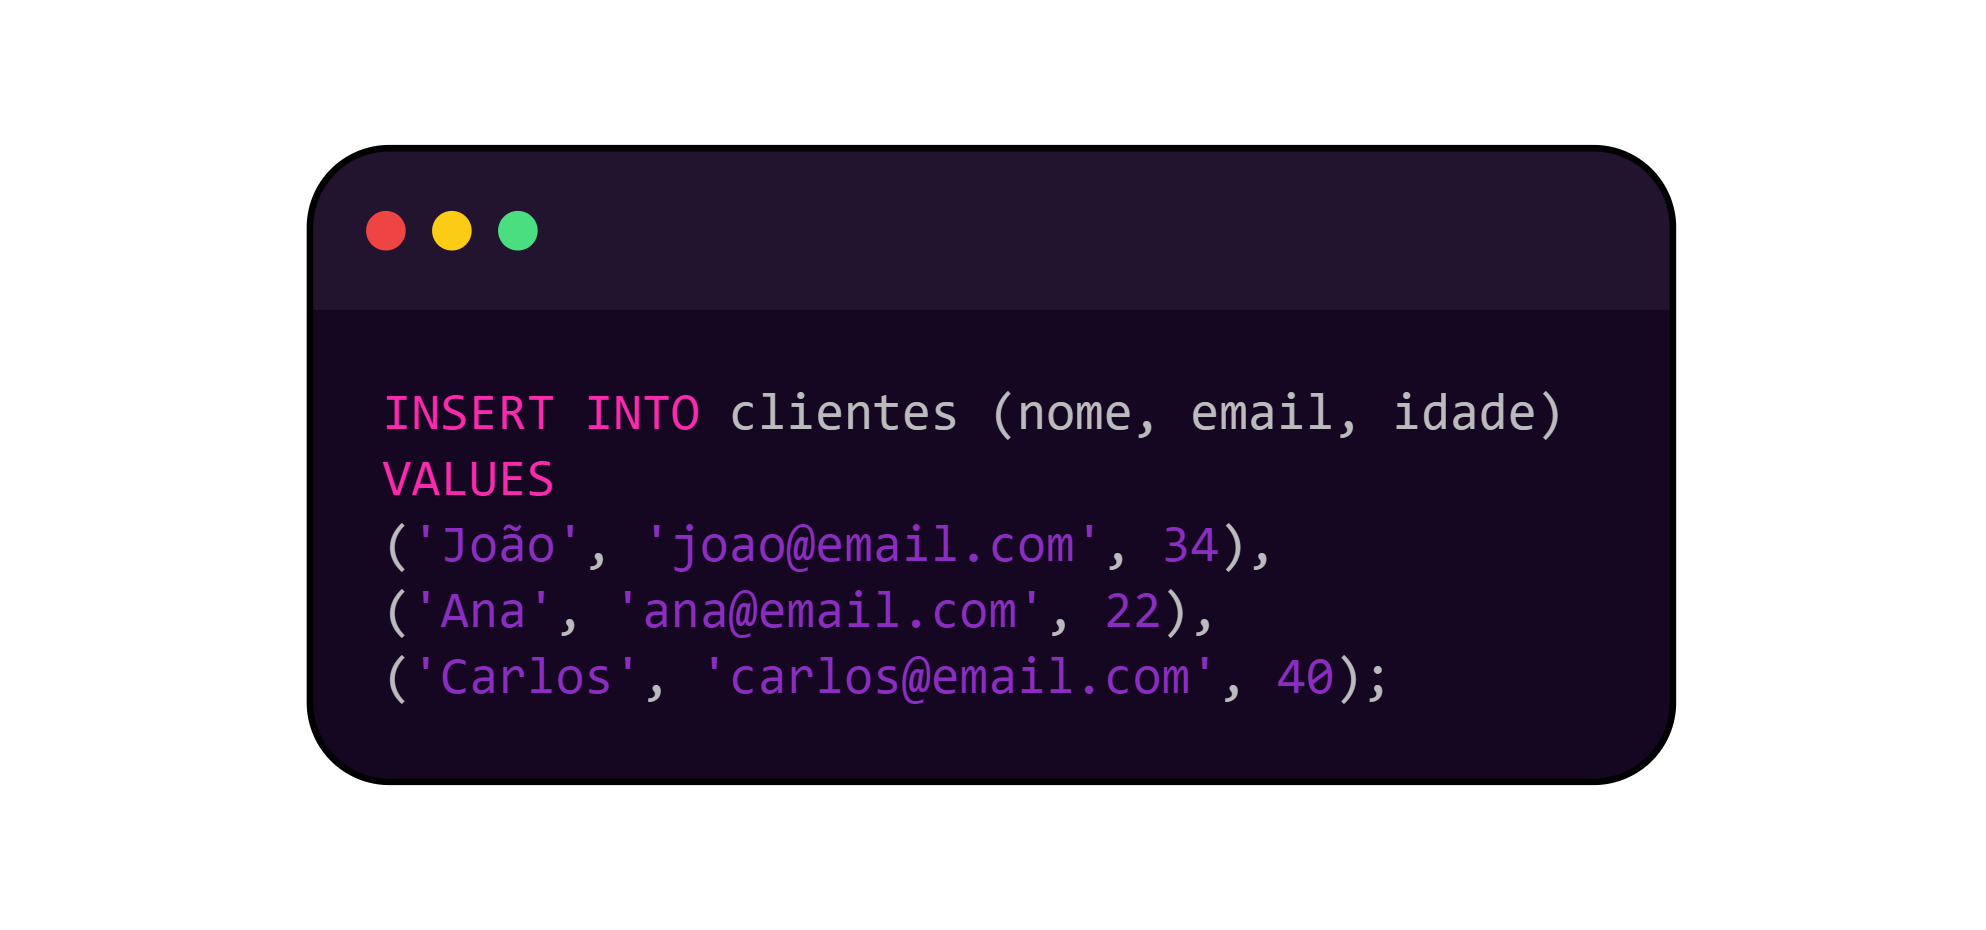 INSERT INTO clientes (nome, email, idade)
VALUES
('João', 'joao@email.com', 34),
('Ana', 'ana@email.com', 22),
('Carlos', 'carlos@email.com', 40);